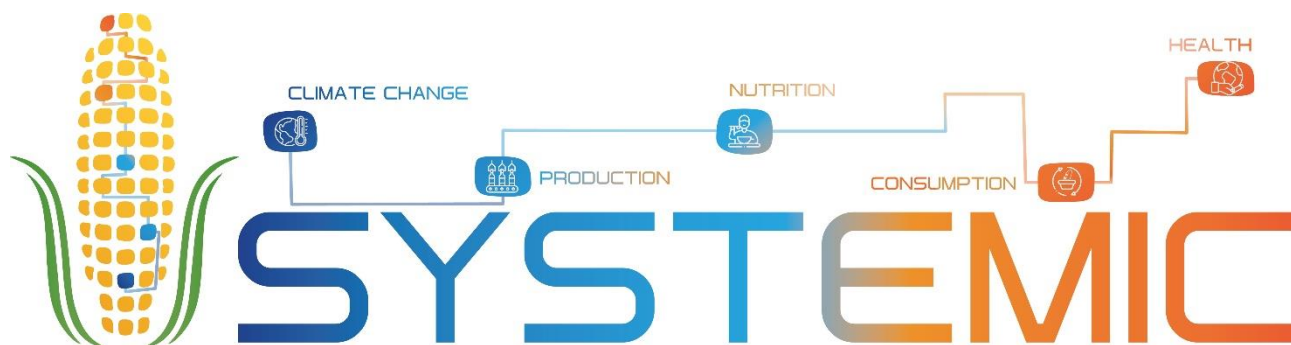 HEALTH
CLIMATE CHANGE
NUTRITION
PRODUCTION
CONSUMPTION
SYSTEMIC